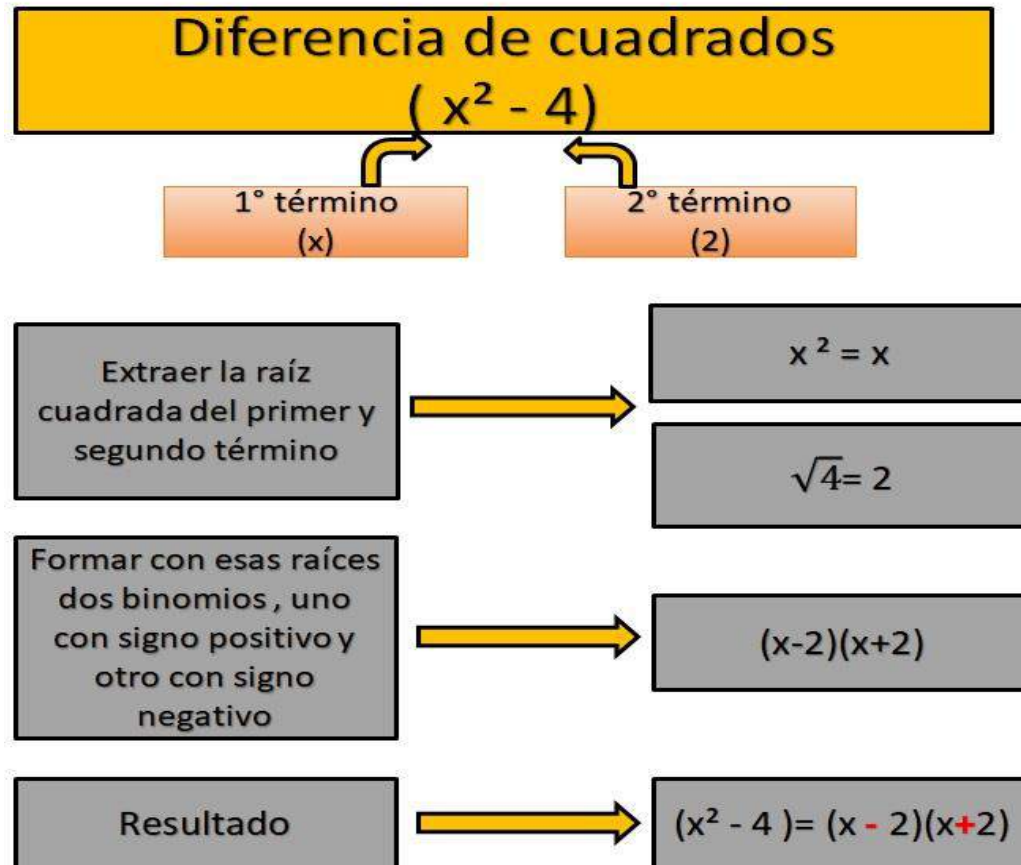 Diferencia de cuadrados
( x² - 4)
1° término
(x)
2° término
(2)
Extraer la raíz
cuadrada del primer y
segundo término
x ² = x
√4= 2
Formar con esas raíces
dos binomios , uno
con signo positivo y
otro con signo
negativo
(x-2)(x+2)
Resultado
(x² - 4 )= (x - 2)(x+2)